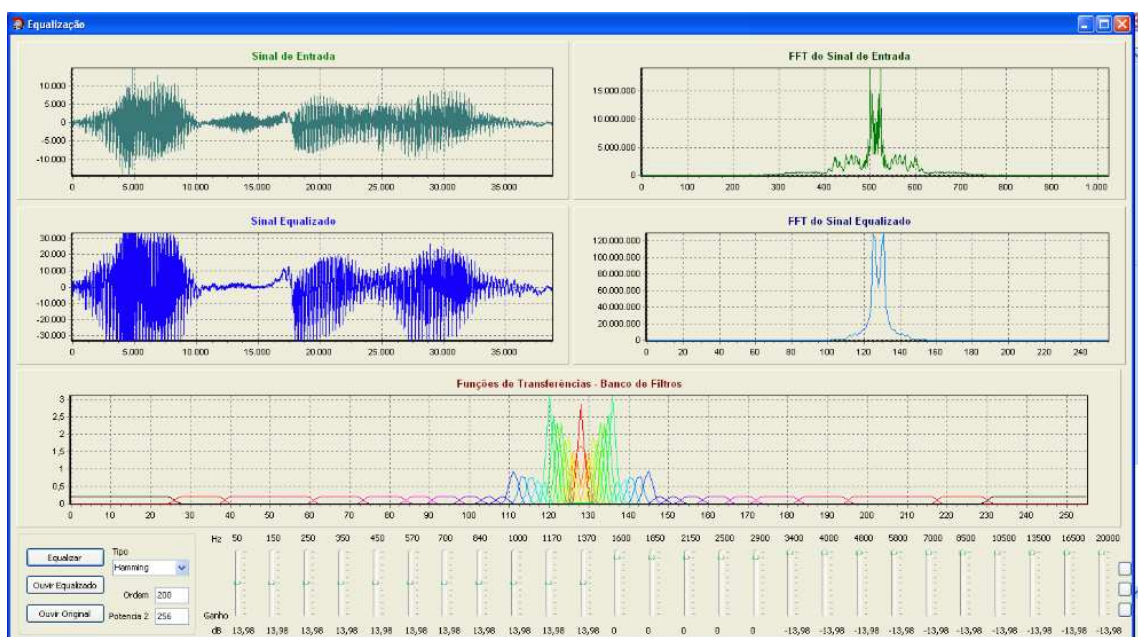 Equalização
Sinal de Entrada
10.000
5.000
0
-5.000
-10.000
0 5.000 10.000 15.000 20.000 25.000 30.000 35.000
FFT do Sinal de Entrada
15.000.000
10.000.000
5.000.000
0
0 100 200 300 400 500 600 700 800 900 1.000
Sinal Equalizado
30.000
20.000
10.000
0
-10.000
-20.000
-30.000
0 5.000 10.000 15.000 20.000 25.000 30.000 35.000
FFT do Sinal Equalizado
120.000.000
100.000.000
80.000.000
60.000.000
40.000.000
20.000.000
0
0 20 40 60 80 100 120 140 160 180 200 220 240
Funções de Transferências - Banco de Filtros
3
2,5
2
1,5
1
0,5
0
0 10 20 30 40 50 60 70 80 90 100 110 120 130 140 150 160 170 180 190 200 210 220 230 240 250
Equalizar
Tipo
Hamming
Ouvir Equalizado
Ordem 200
Ouvir Original
Potencia 2 256
Hz 50 150 250 350 450 570 700 840 1000 1170 1370 1600 1850 2150 2500 3400 4000 4800 5800 7000 8500 10500 13500 16500 20000
Ganho
dB 13,98 13,98 13,98 13,98 13,98 13,98 13,98 13,98 13,98 13,98 13,98 0 0 0 0 0 -13,98 -13,98 -13,98 -13,98 -13,98 -13,98 -13,98 -13,98 -13,98